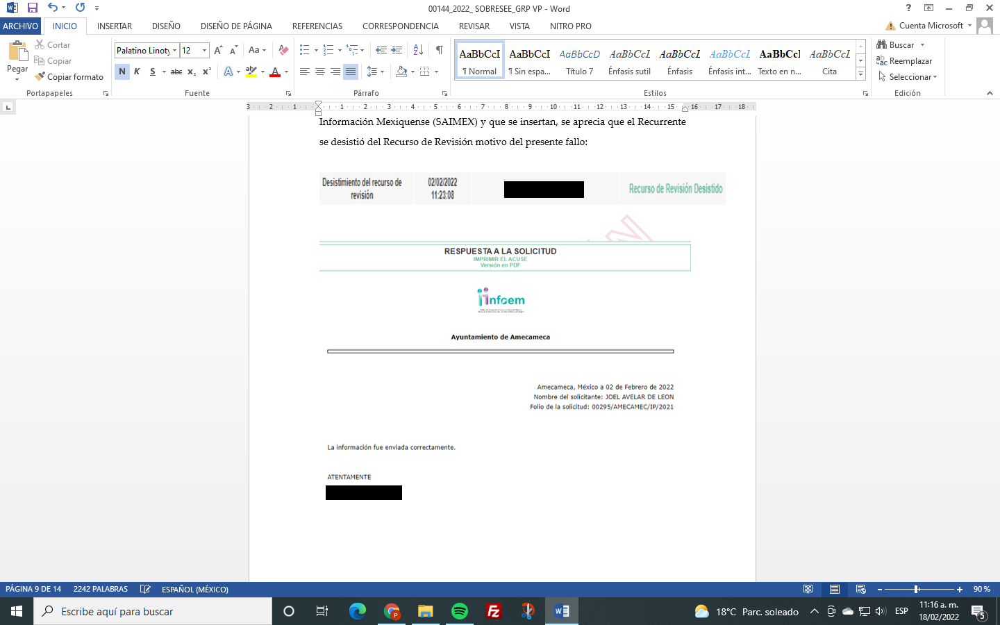 00144_2022_ SOBRESEE_GRP VP - Word
ARCHIVO INICIO INSERTAR DISEÑO DISEÑO DE PÁGINA REFERENCIAS CORRESPONDENCIA REVISAR VISTA NITRO PRO Cuenta Microsoft
Pegar
Cortar
Copiar
Copiar formato
Portapapeles
Palatino Linoty 12
N K S abc x₂ x²
Fuente
Párrafo
AaBbCcI AaBbCcI AaBbCcD AaBbCcL AaBbCcL AaBbCcL AaBbCcI AaBbCcL
¶ Normal ¶ Sin espa... Título 7 Énfasis sutil Énfasis Énfasis int... Texto en n... Cita
Estilos
Buscar
Reemplazar
Seleccionar
Edición
3 2 1 1 2 3 4 5 6 7 8 9 10 11 12 13 14 15 16 17 18
Información Mexiquense (SAIMEX) y que se insertan, se aprecia que el Recurrente
se desistió del Recurso de Revisión motivo del presente fallo:
Desistimiento del recurso de revisión 02/02/2022 11:23:08 Recurso de Revisión Desistido
RESPUESTA A LA SOLICITUD
IMPRIMIR EL ACUSE
Versión en PDF
infoem
Ayuntamiento de Amecameca
Amecameca, México a 02 de Febrero de 2022
Nombre del solicitante: JOEL AVELAR DE LEON
Folio de la solicitud: 00295/AMECAMEC/IP/2021
La información fue enviada correctamente.
ATENTAMENTE
PÁGINA 9 DE 14 2242 PALABRAS ESPAÑOL (MÉXICO) 90 %
Escribe aquí para buscar
18°C Parc. soleado ESP
11:16 a. m.
18/02/2022
5